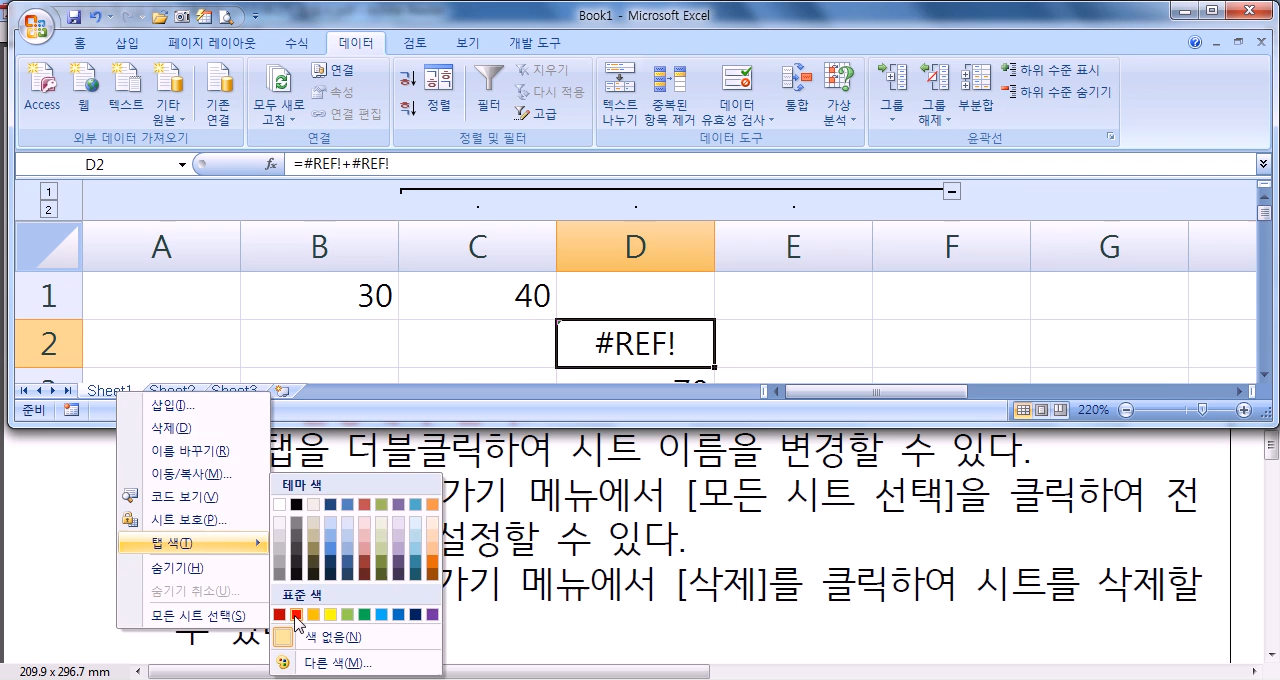 Book1 - Microsoft Excel
홈 삽입 페이지 레이아웃 수식 데이터 검토 보기 개발 도구
Access 웹 텍스트 기타 원본 기존 연결
외부 데이터 가져오기
모두 새로 고침 연결 속성 연결 편집
연결
정렬 필터 지우기 다시 적용 고급
정렬 및 필터
텍스트 나누기 중복된 항목 제거 데이터 유효성 검사 통합 가상 분석
데이터 도구
그룹 그룹 해제 부분합 하위 수준 표시 하위 수준 숨기기
윤곽선
D2 fx =#REF!+#REF!
1
2
A B C D E F G
1 30 40
2 #REF!
Sheet1 Sheet2 Sheet3
준비 220%
삽입(I)...
삭제(D)
이름 바꾸기(R)
이동/복사(M)...
코드 보기(V)
시트 보호(P)...
탭 색(T)
숨기기(H)
숨기기 취소(U)...
모든 시트 선택(S)
테마 색
표준 색
색 없음(N)
다른 색(M)...
탭을 더블클릭하여 시트 이름을 변경할 수 있다.
가기 메뉴에서 [모든 시트 선택]을 클릭하여 전
설정할 수 있다.
가기 메뉴에서 [삭제]를 클릭하여 시트를 삭제할
수 있
209.9 x 296.7 mm